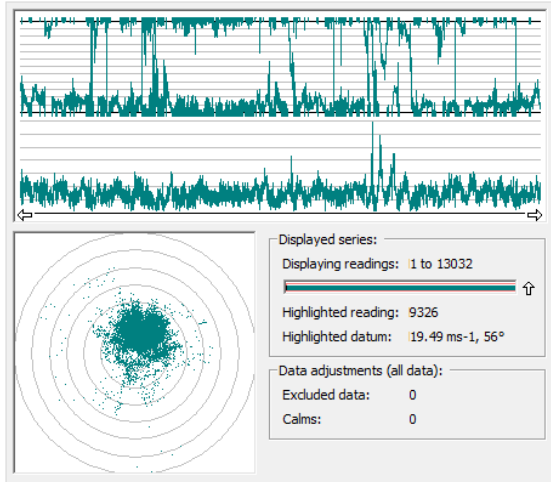 Displayed series:
Displaying readings: 1 to 13032
Highlighted reading: 9326
Highlighted datum: 19.49 ms-1, 56°
Data adjustments (all data):
Excluded data: 0
Calms: 0